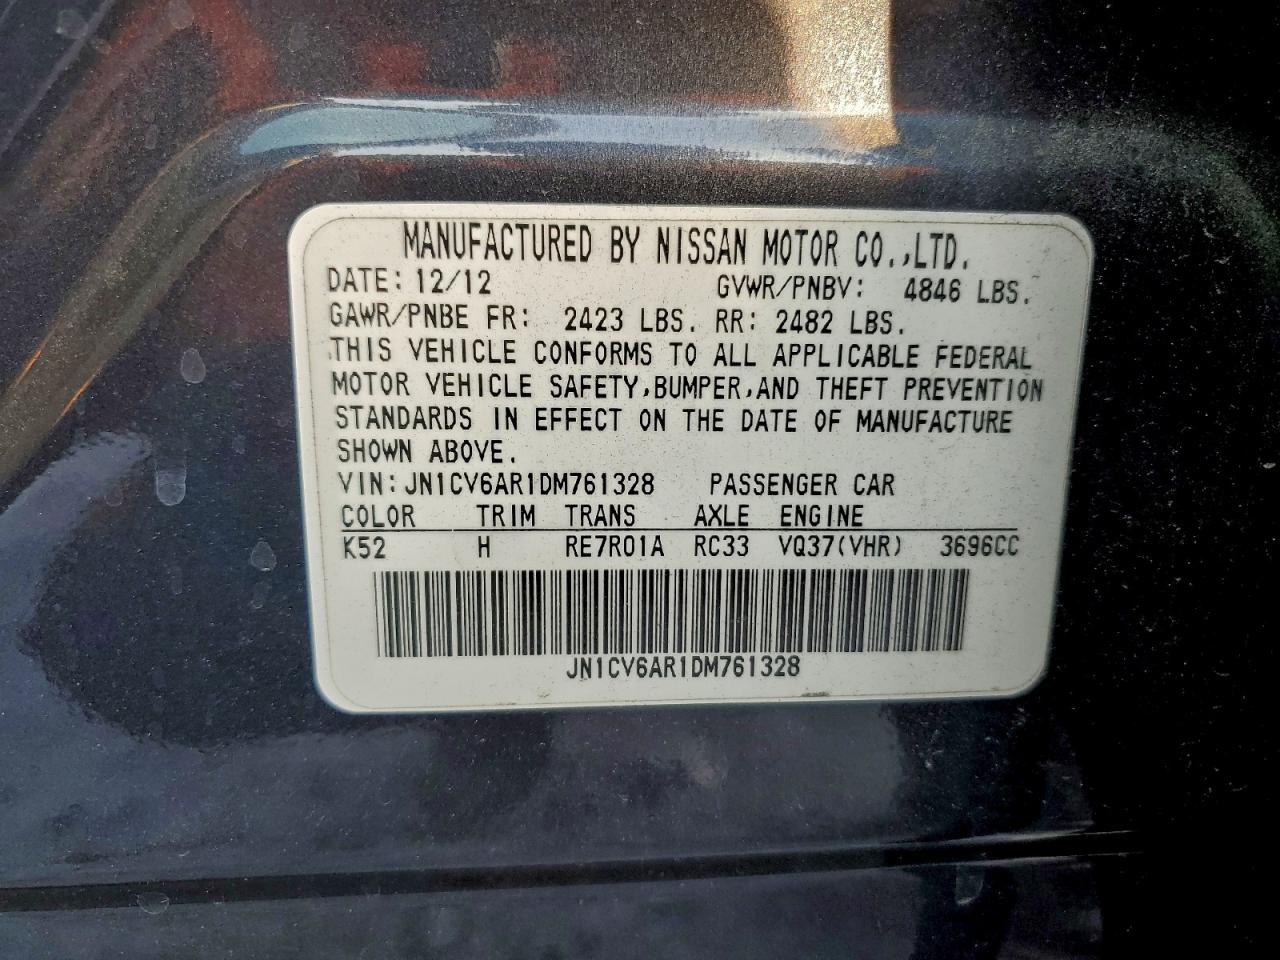 MANUFACTURED BY NISSAN MOTOR CO.,LTD.
DATE: 12/12 GVWR/PNBV: 4846 LBS.
GAWR/PNBE FR: 2423 LBS. RR: 2482 LBS.
THIS VEHICLE CONFORMS TO ALL APPLICABLE FEDERAL
MOTOR VEHICLE SAFETY,BUMPER,AND THEFT PREVENTION
STANDARDS IN EFFECT ON THE DATE OF MANUFACTURE
SHOWN ABOVE.
VIN: JN1CV6AR1DM761328 PASSENGER CAR
COLOR TRIM TRANS AXLE ENGINE
K52 H RE7R01A RC33 VQ37(VHR) 3696CC
JN1CV6AR1DM761328